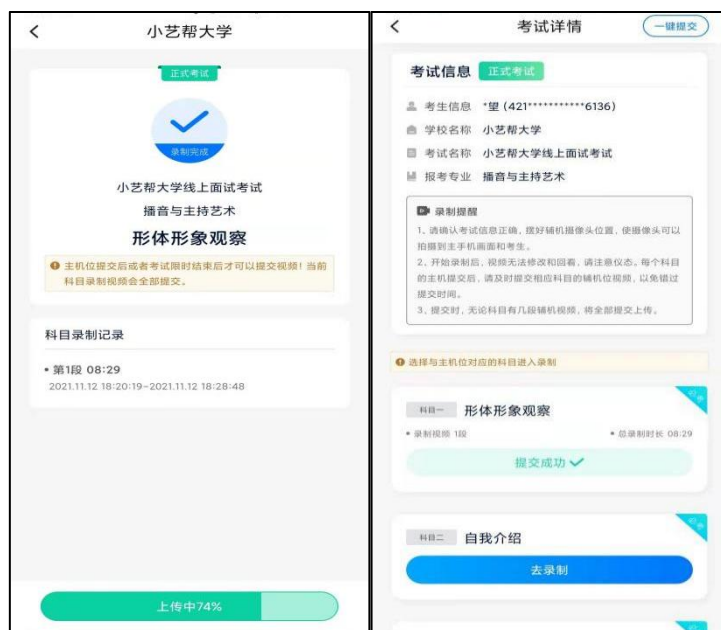 小艺帮大学
正式考试
录制完成
小艺帮大学线上面试考试
播音与主持艺术
形体形象观察
主机位提交后或者考试限时结束后才可以提交视频!当前
科目录制视频会全部提交。
科目录制记录
• 第1段 08:29
2021.11.12 18:20:19-2021.11.12 18:28:48
上传中74%
考试详情
一键提交
考试信息 正式考试
考生信息 *望 (421***********6136)
学校名称 小艺帮大学
考试名称 小艺帮大学线上面试考试
报考专业 播音与主持艺术
录制提醒
1、请确认考试信息正确,摆好辅机摄像头位置,使摄像头可以
拍摄到主手机画面和考生。
2、开始录制后,视频无法修改和回看,请注意仪态。每个科目
的主机提交后,请及时提交相应科目的辅机位视频,以免错过
提交时间。
3、提交时,无论科目有几段辅机视频,将全部提交上传。
选择与主机位对应的科目进入录制
科目一 形体形象观察
• 录制视频 1段 • 总录制时长 08:29
提交成功
科目二 自我介绍
去录制